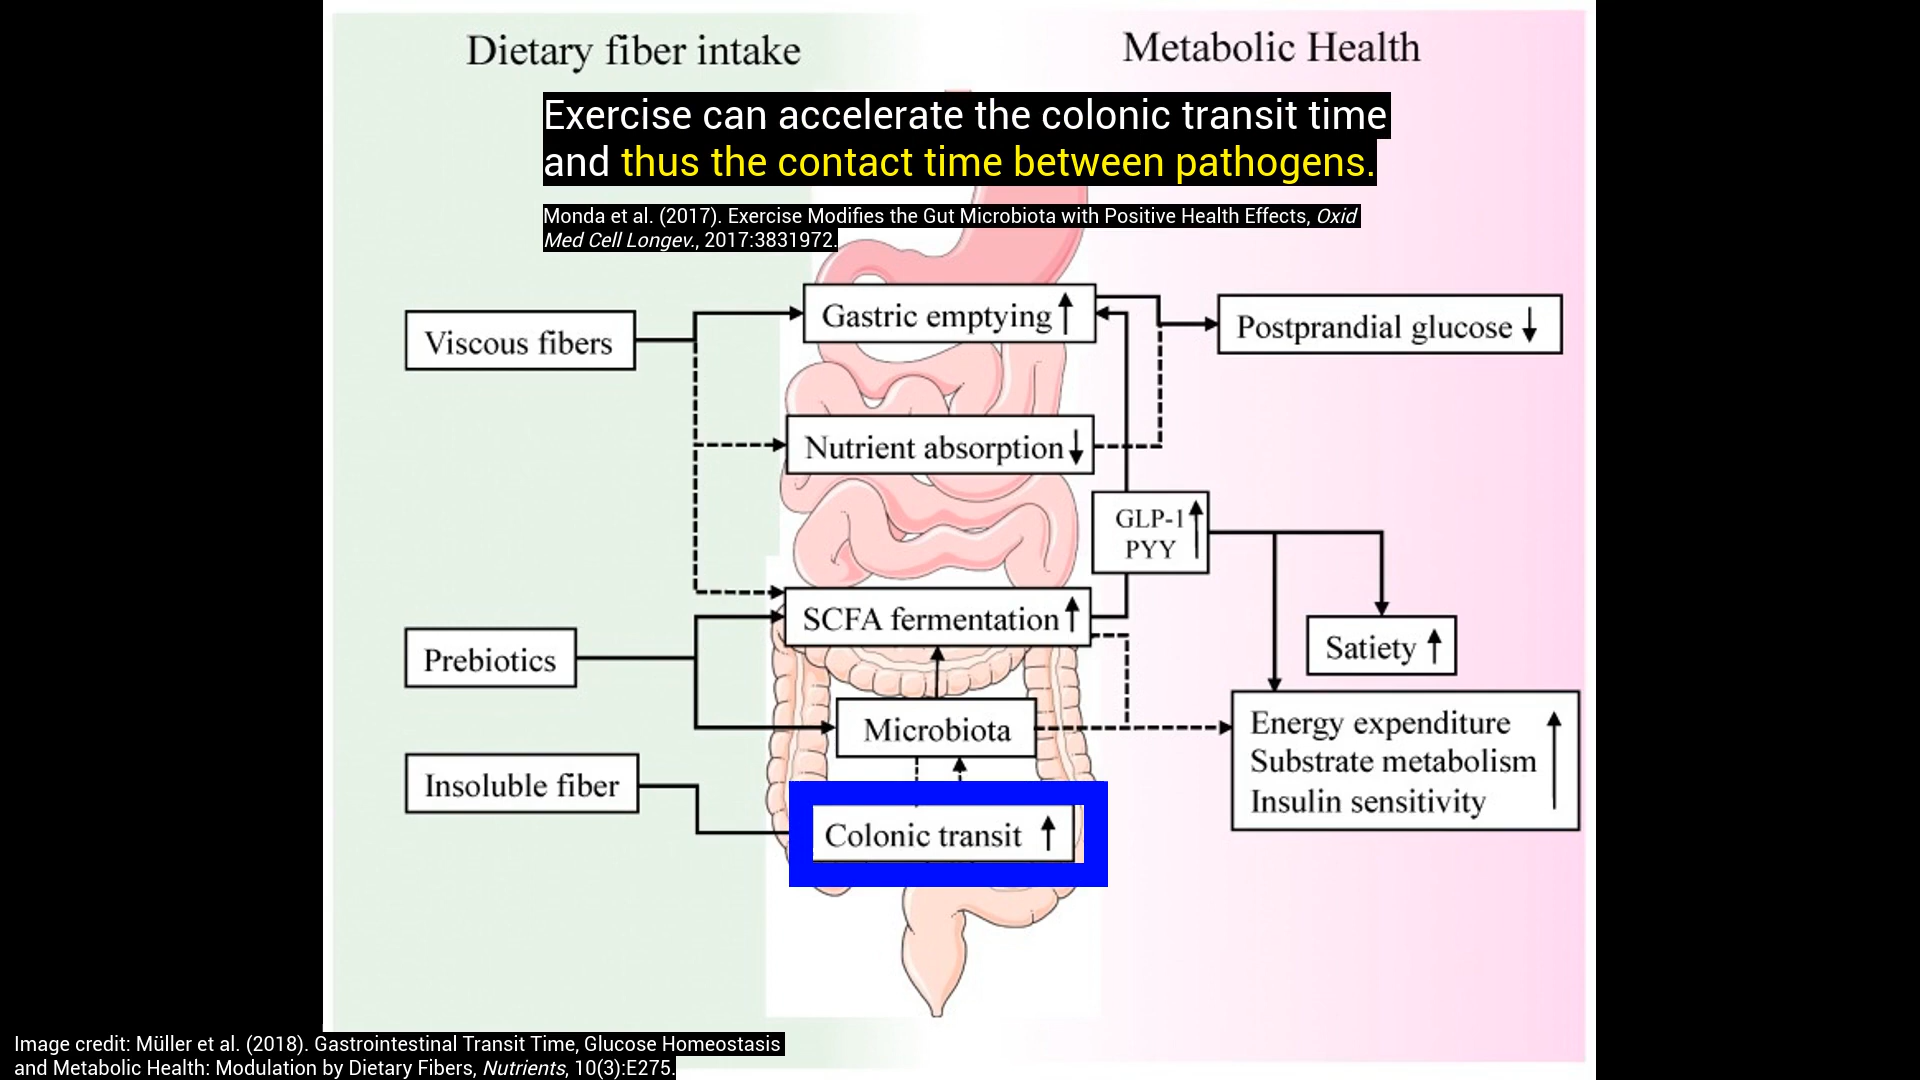 Dietary fiber intake
Metabolic Health
Exercise can accelerate the colonic transit time
and thus the contact time between pathogens.
Monda et al. (2017). Exercise Modifies the Gut Microbiota with Positive Health Effects, Oxid
Med Cell Longev., 2017:3831972.
Viscous fibers
Gastric emptying ↑
Postprandial glucose ↓
Nutrient absorption ↓
GLP-1
PYY ↑
SCFA fermentation ↑
Prebiotics
Satiety ↑
Microbiota
Energy expenditure
Substrate metabolism ↑
Insulin sensitivity
Insoluble fiber
Colonic transit ↑
Image credit: Müller et al. (2018). Gastrointestinal Transit Time, Glucose Homeostasis
and Metabolic Health: Modulation by Dietary Fibers, Nutrients, 10(3):E275.